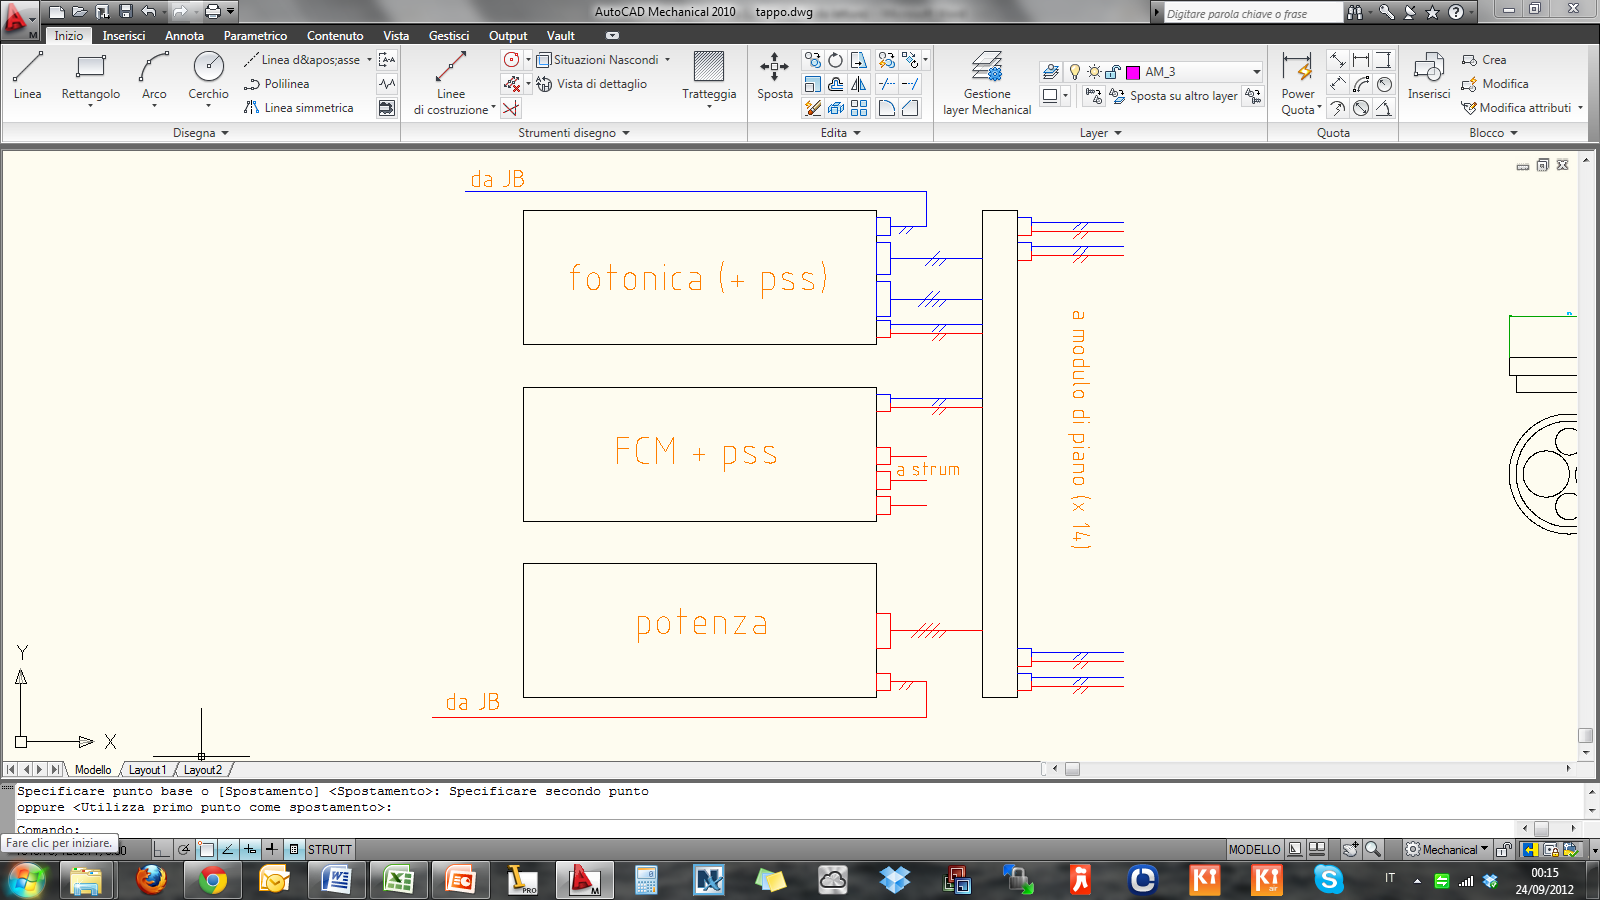 AutoCAD Mechanical 2010 tappo.dwg
Digitare parola chiave o frase
Inizio Inserisci Annota Parametrico Contenuto Vista Gestisci Output Vault
Linea Rettangolo Arco Cerchio
Linea d&apos;asse
Polilinea
Linea simmetrica
Linee
di costruzione
Situazioni Nascondi
Vista di dettaglio
Tratteggia
Sposta
Gestione
layer Mechanical
AM_3
Sposta su altro layer
Power
Quota
Inserisci
Crea
Modifica
Modifica attributi
Disegna Strumenti disegno Edita Layer Quota Blocco
da JB
fotonica (+ pss)
a modulo di piano (x 14)
FCM + pss
a strum
potenza
da JB
Y
X
Modello Layout1 Layout2
Specificare punto base o [Spostamento] <Spostamento>: Specificare secondo punto
oppure <Utilizza primo punto come spostamento>:
Comando:
Fare clic per iniziare.
STRUTT
MODELLO
Mechanical
PRO
M
IT
00:15
24/09/2012